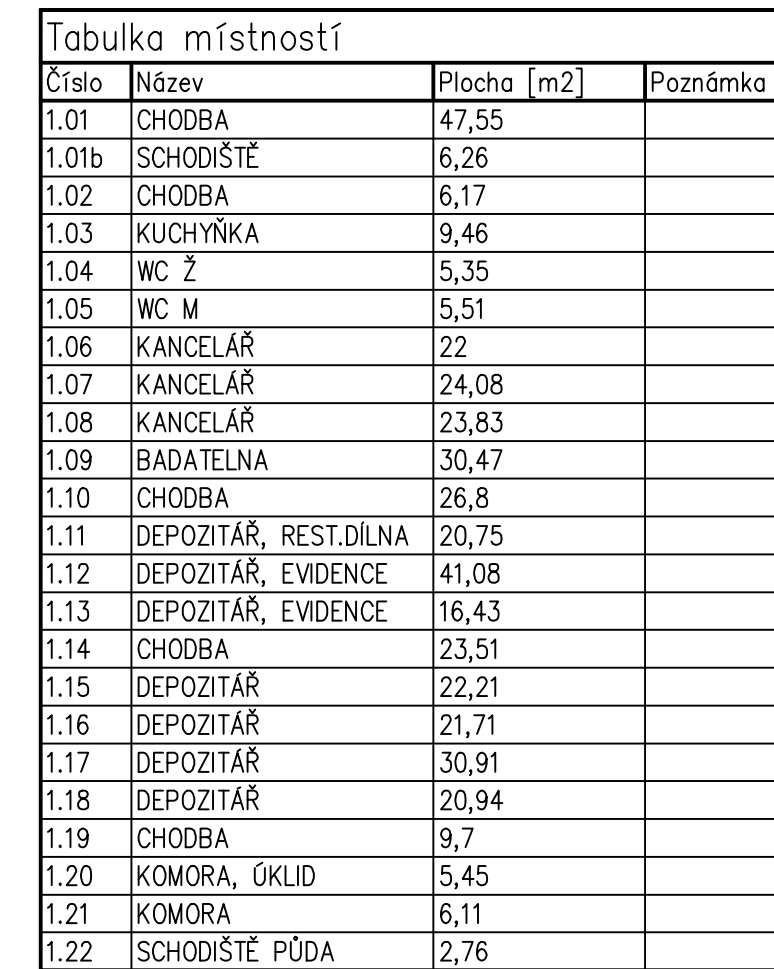 Tabulka místností
Číslo Název Plocha [m2] Poznámka
1.01 CHODBA 47,55
1.01b SCHODIŠTĚ 6,26
1.02 CHODBA 6,17
1.03 KUCHYŇKA 9,46
1.04 WC Ž 5,35
1.05 WC M 5,51
1.06 KANCELÁŘ 22
1.07 KANCELÁŘ 24,08
1.08 KANCELÁŘ 23,83
1.09 BADATELNA 30,47
1.10 CHODBA 26,8
1.11 DEPOZITÁŘ, REST.DÍLNA 20,75
1.12 DEPOZITÁŘ, EVIDENCE 41,08
1.13 DEPOZITÁŘ, EVIDENCE 16,43
1.14 CHODBA 23,51
1.15 DEPOZITÁŘ 22,21
1.16 DEPOZITÁŘ 21,71
1.17 DEPOZITÁŘ 30,91
1.18 DEPOZITÁŘ 20,94
1.19 CHODBA 9,7
1.20 KOMORA, ÚKLID 5,45
1.21 KOMORA 6,11
1.22 SCHODIŠTĚ PŮDA 2,76